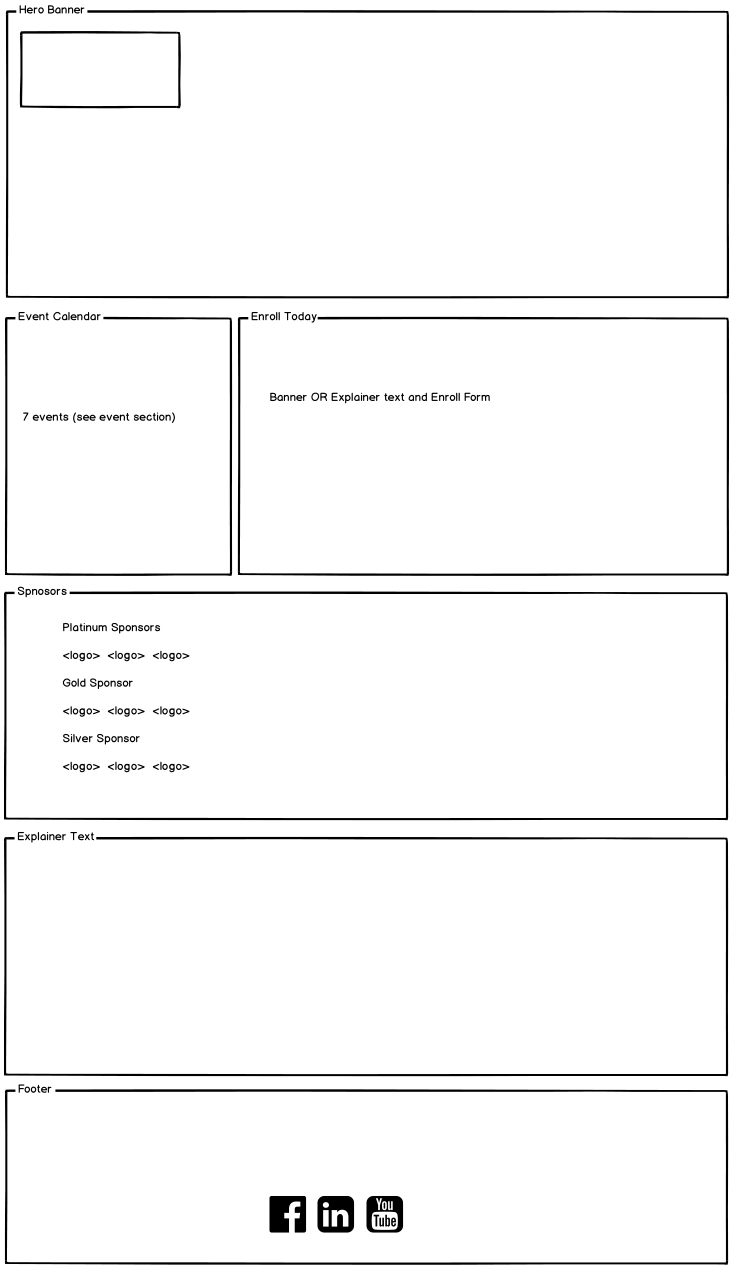 Hero Banner
Event Calendar
Enroll Today
Banner OR Explainer text and Enroll Form
7 events (see event section)
Spnosors
Platinum Sponsors
<logo> <logo> <logo>
Gold Sponsor
<logo> <logo> <logo>
Silver Sponsor
<logo> <logo> <logo>
Explainer Text
Footer
f in You
Tube